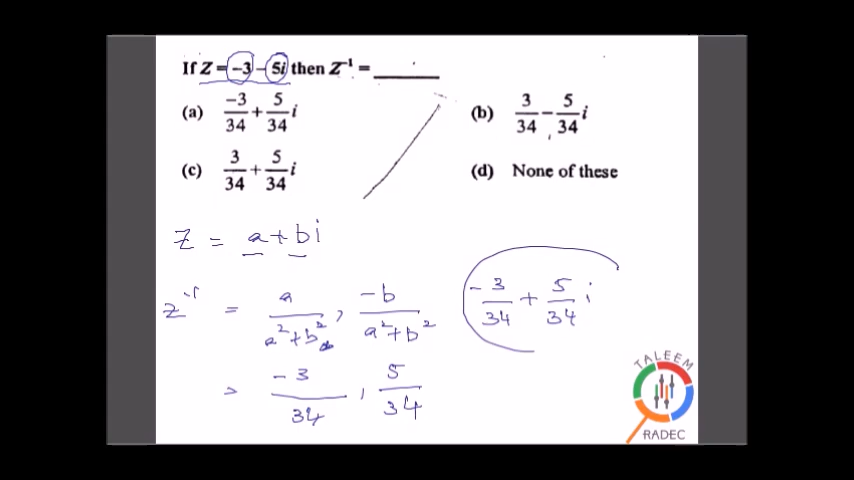 If Z = -3 - 5i then Z⁻¹ = ________
(a) -3/34 + 5/34 i
(b) 3/34 - 5/34 i
(c) 3/34 + 5/34 i
(d) None of these
Z = a + bi
z⁻¹ = a/(a²+b²) , -b/(a²+b²)
-3/34 + 5/34 i
= -3/34 , 5/34
TALEEM
RADEC